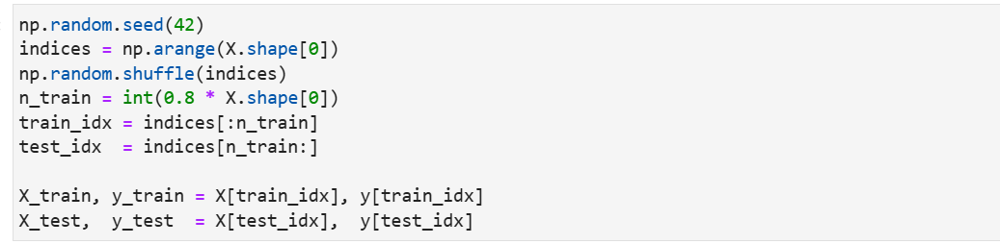 np.random.seed(42)
indices = np.arange(X.shape[0])
np.random.shuffle(indices)
n_train = int(0.8 * X.shape[0])
train_idx = indices[:n_train]
test_idx  = indices[n_train:]

X_train, y_train = X[train_idx], y[train_idx]
X_test,  y_test  = X[test_idx],  y[test_idx]